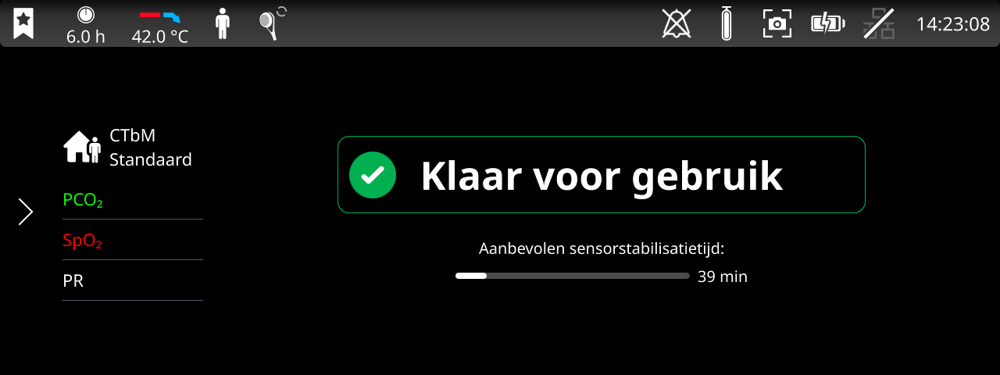 6.0 h
42.0 °C
14:23:08
CTbM
Standaard
PCO₂
SpO₂
PR
Klaar voor gebruik
Aanbevolen sensorstabilisatietijd:
39 min